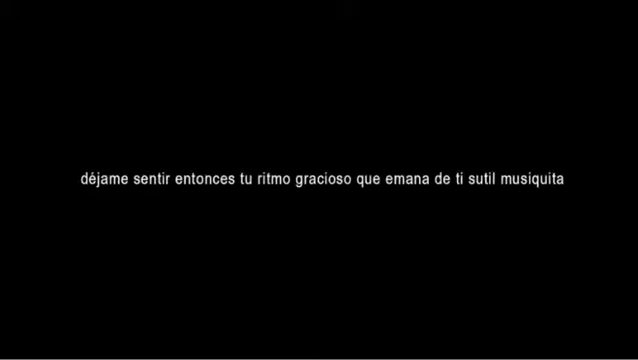 déjame sentir entonces tu ritmo gracioso que emana de ti sutil musiquita